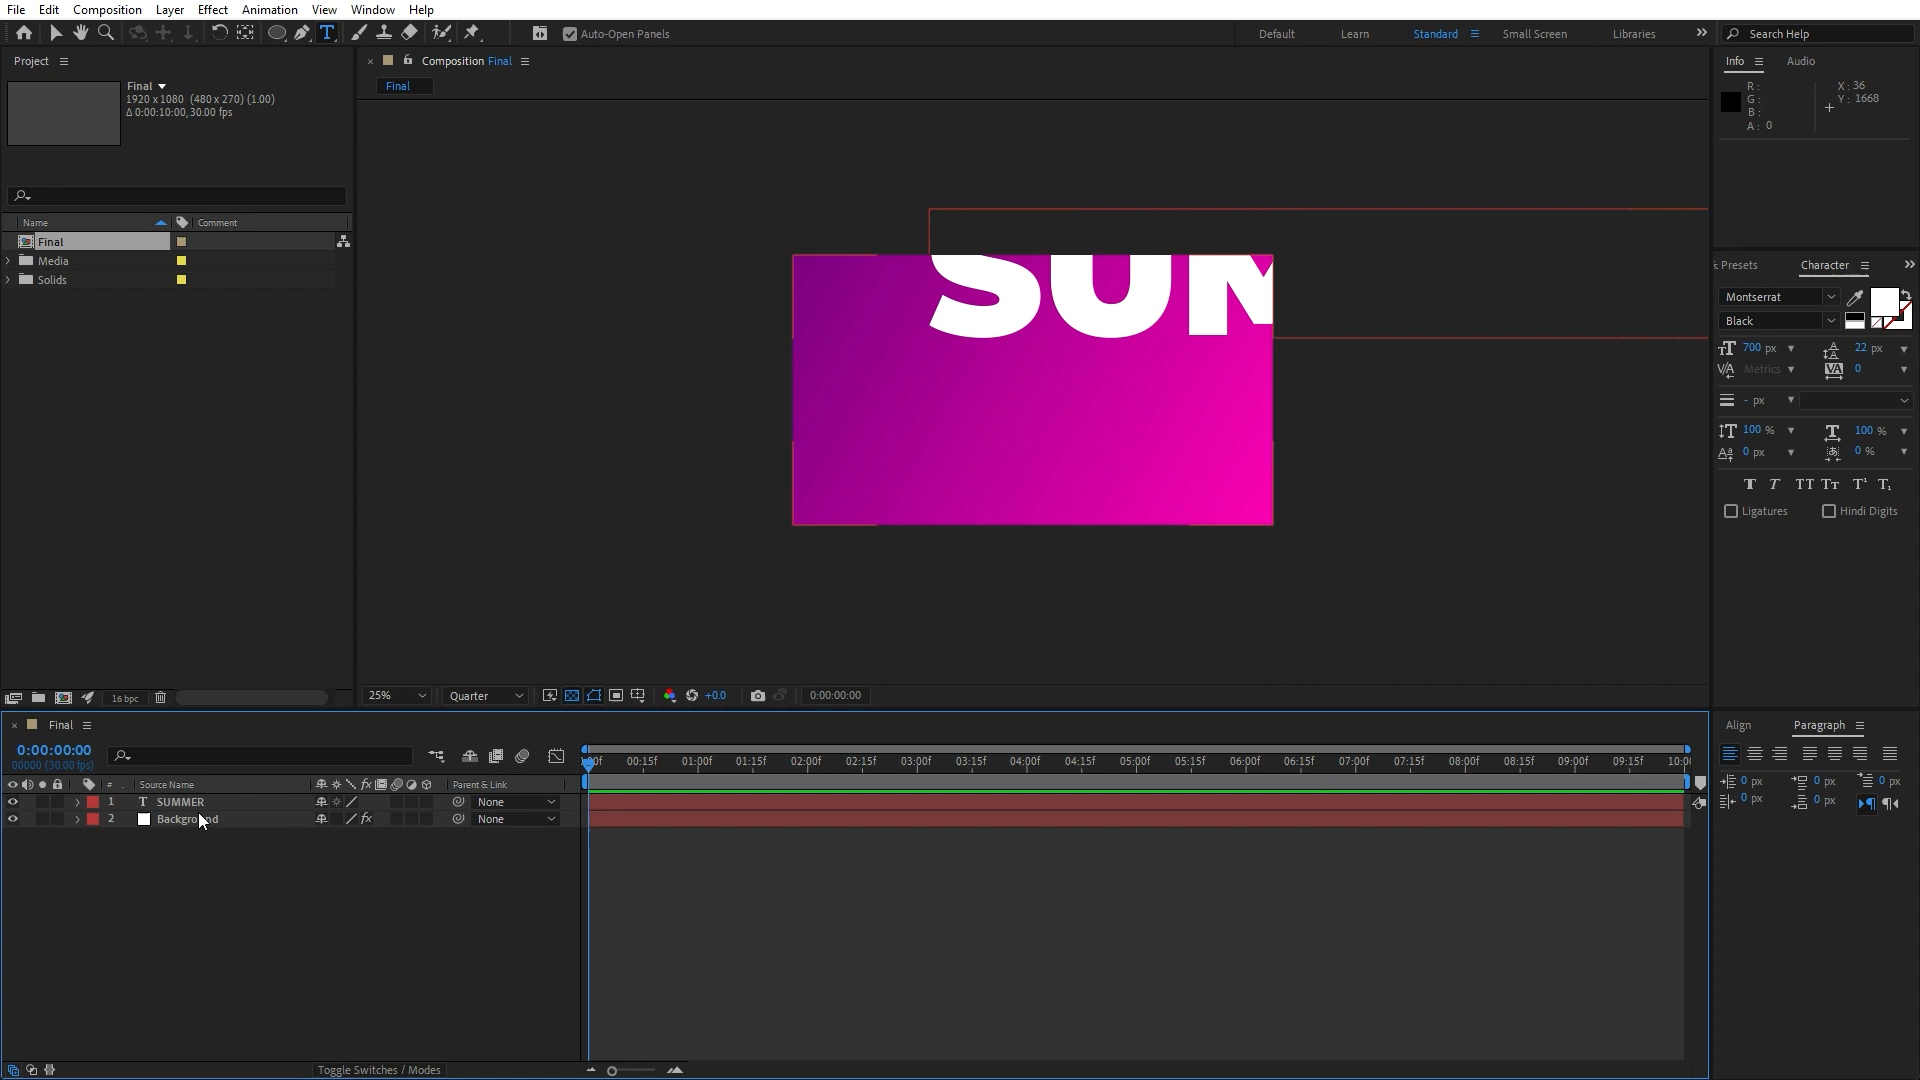 File Edit Composition Layer Effect Animation View Window Help
Auto-Open Panels
Default Learn Standard Small Screen Libraries
Search Help
Project
Final
1920 x 1080 (480 x 270) (1.00)
Δ 0:00:10:00, 30.00 fps
Name Comment
Final
Media
Solids
16 bpc
Composition Final
Final
SUM
25% Quarter +0.0 0:00:00:00
Info Audio
R :
G :
B :
A : 0
X : 36
Y : 1668
Presets Character
Montserrat
Black
700 px 22 px
Metrics 0
- px
100 % 100 %
0 px 0 %
Ligatures Hindi Digits
Final
0:00:00:00
00000 (30.00 fps)
# . Source Name Parent & Link
1 T SUMMER None
2 Background fx None
00f 00:15f 01:00f 01:15f 02:00f 02:15f 03:00f 03:15f 04:00f 04:15f 05:00f 05:15f 06:00f 06:15f 07:00f 07:15f 08:00f 08:15f 09:00f 09:15f 10:0
Toggle Switches / Modes
Align Paragraph
0 px 0 px 0 px
0 px 0 px